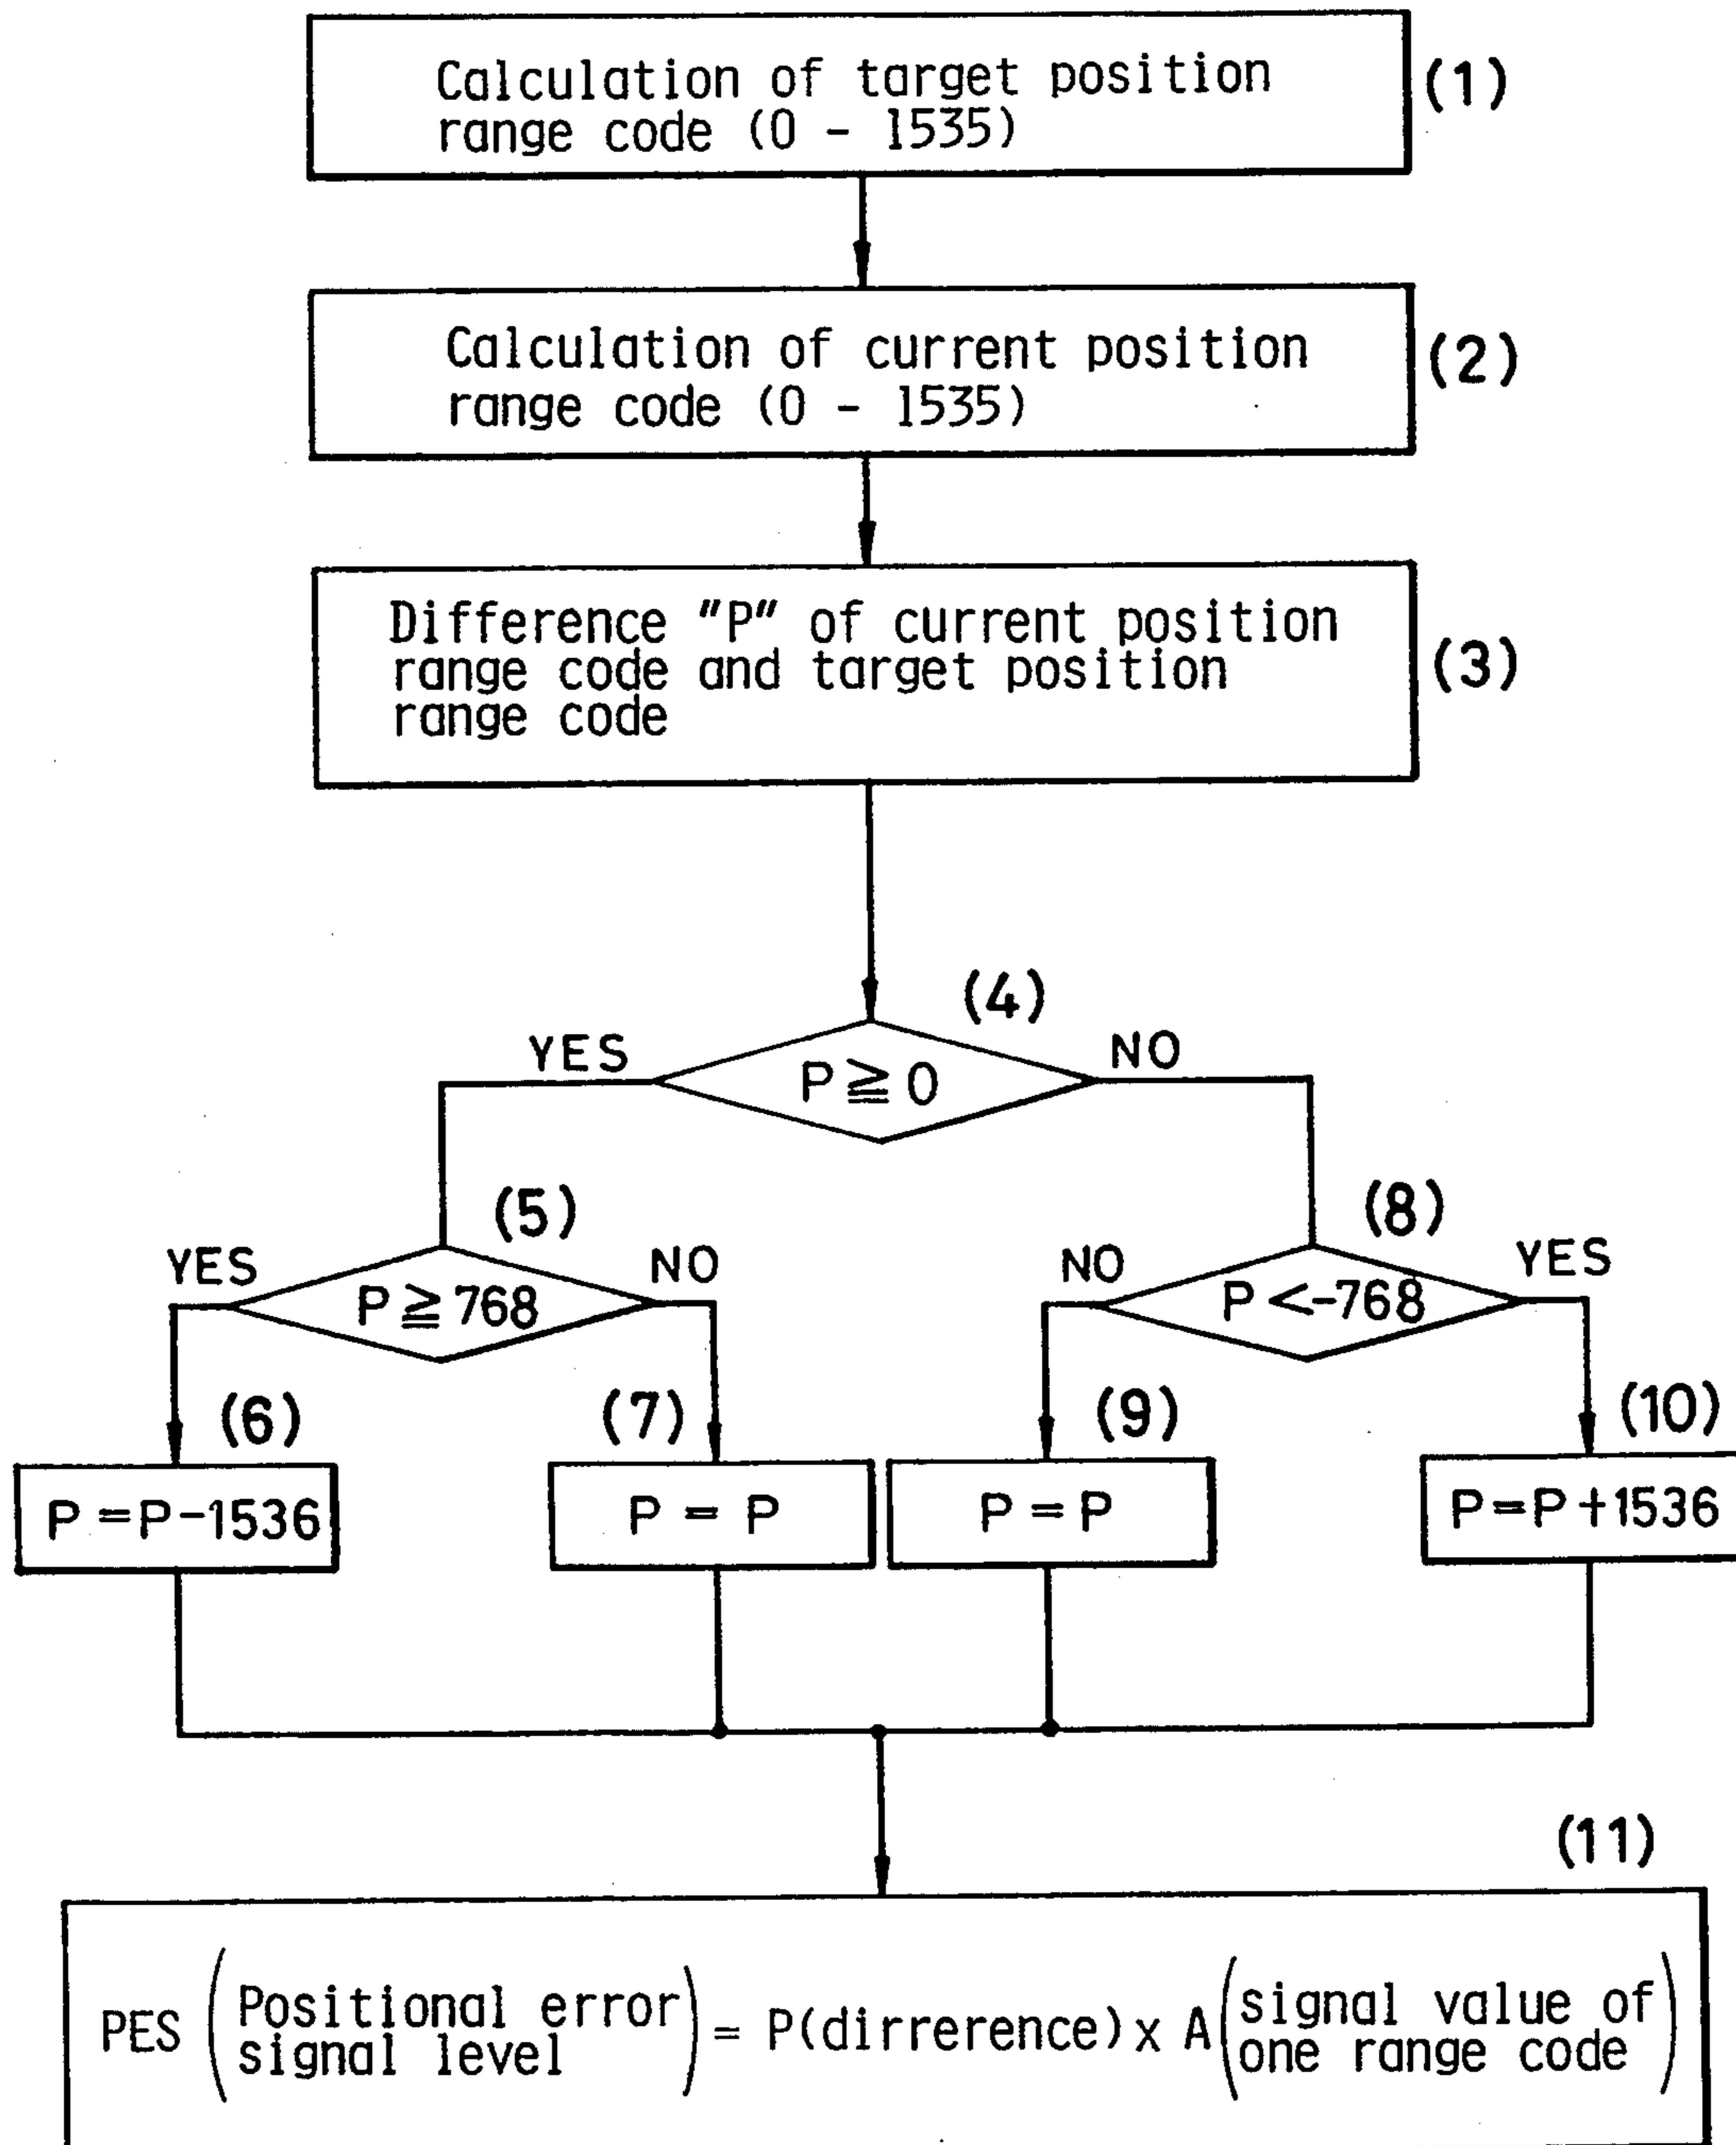 Calculation of target position
range code (0 - 1535)
(1)
Calculation of current position
range code (0 - 1535)
(2)
Difference "P" of current position
range code and target position
range code
(3)
(4)
YES
P ≧ 0
NO
(5)
YES
P ≧ 768
NO
(8)
NO
P <-768
YES
(6)
P = P - 1536
(7)
P = P
(9)
P = P
(10)
P = P + 1536
(11)
PES (Positional error
signal level) = P(dirrerence) x A (signal value of
one range code)